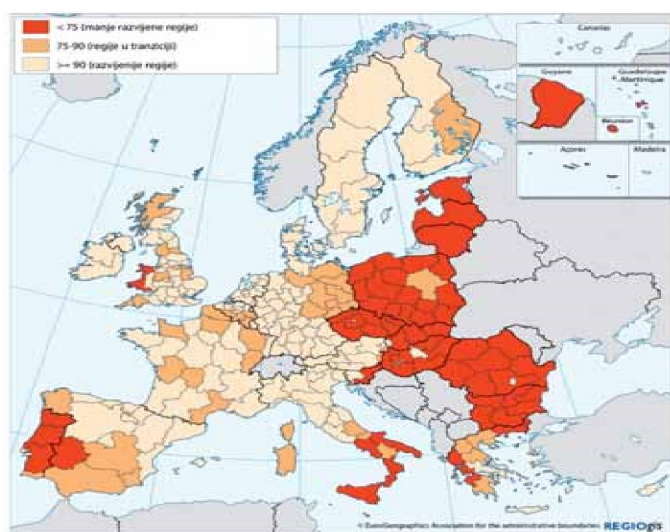 < 75 (manje razvijene regije)
75-90 (regije u tranziciji)
>= 90 (razvijenije regije)
Canarias
Guyane
Guadeloupe
Martinique
Réunion
Açores
Madeira
© EuroGeographics Association for the administrative boundaries
REGIOgis